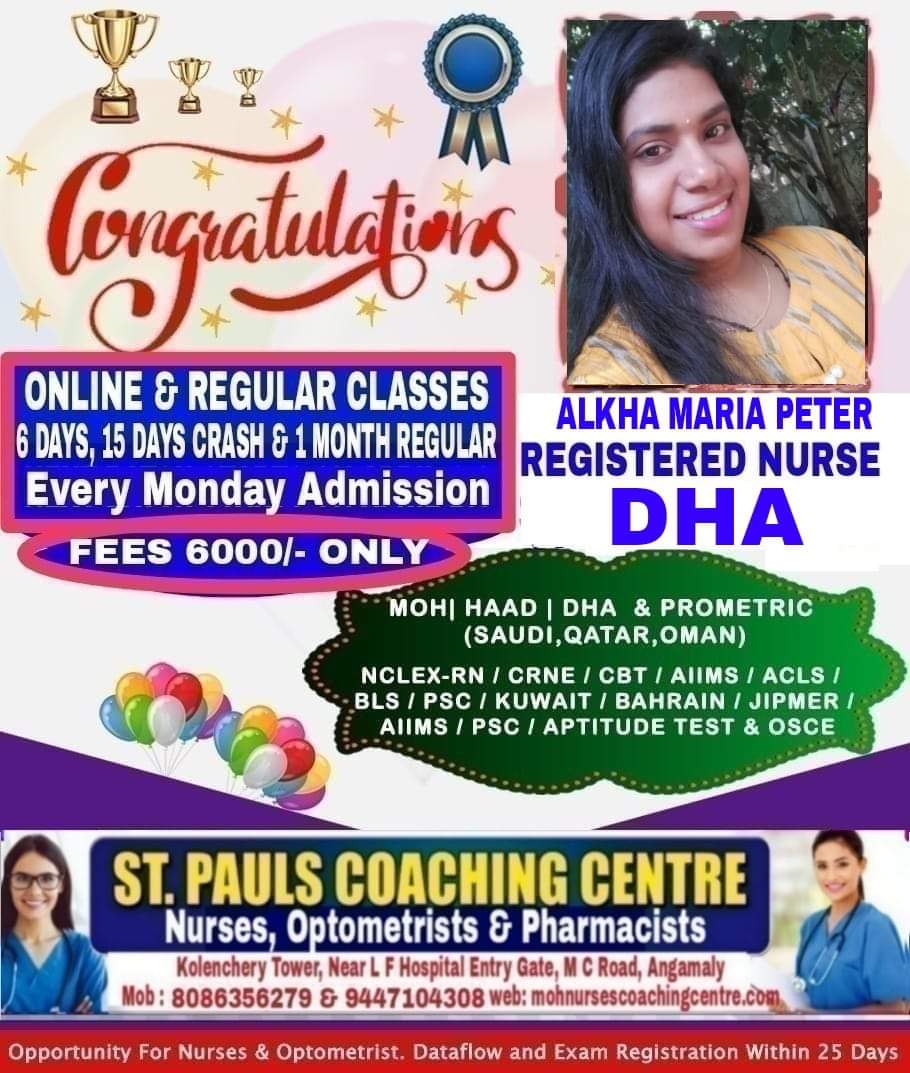 Congratulations
ONLINE & REGULAR CLASSES
6 DAYS, 15 DAYS CRASH & 1 MONTH REGULAR
Every Monday Admission
FEES 6000/- ONLY
ALKHA MARIA PETER
REGISTERED NURSE
DHA
MOH| HAAD | DHA & PROMETRIC
(SAUDI,QATAR,OMAN)
NCLEX-RN / CRNE / CBT / AIIMS / ACLS /
BLS / PSC / KUWAIT / BAHRAIN / JIPMER /
AIIMS / PSC / APTITUDE TEST & OSCE
ST. PAULS COACHING CENTRE
Nurses, Optometrists & Pharmacists
Kolenchery Tower, Near L F Hospital Entry Gate, M C Road, Angamaly
Mob : 8086356279 & 9447104308 web: mohnursescoachingcentre.com
Opportunity For Nurses & Optometrist. Dataflow and Exam Registration Within 25 Days